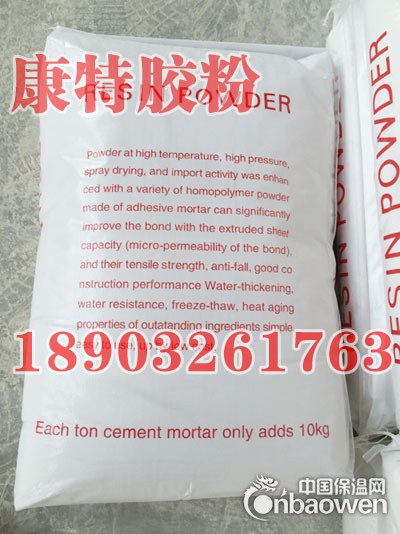 康特胶粉
RESIN POWDER
Powder at high temperature, high pressure,
spray drying, and import activity was enhan
ced with a variety of homopolymer powder
made of adhesive mortar can significantly
improve the bond with the extruded sheet
capacity (micro-permeability of the bond),
and their tensile strength, anti-fall, good co
nstruction performance Water-thickening,
water resistance, freeze-thaw, heat aging
properties of outatanding ingredients simple
18903261763
Each ton cement mortar only adds 10kg
RESIN POWDER
中国保温网
cnbaowen